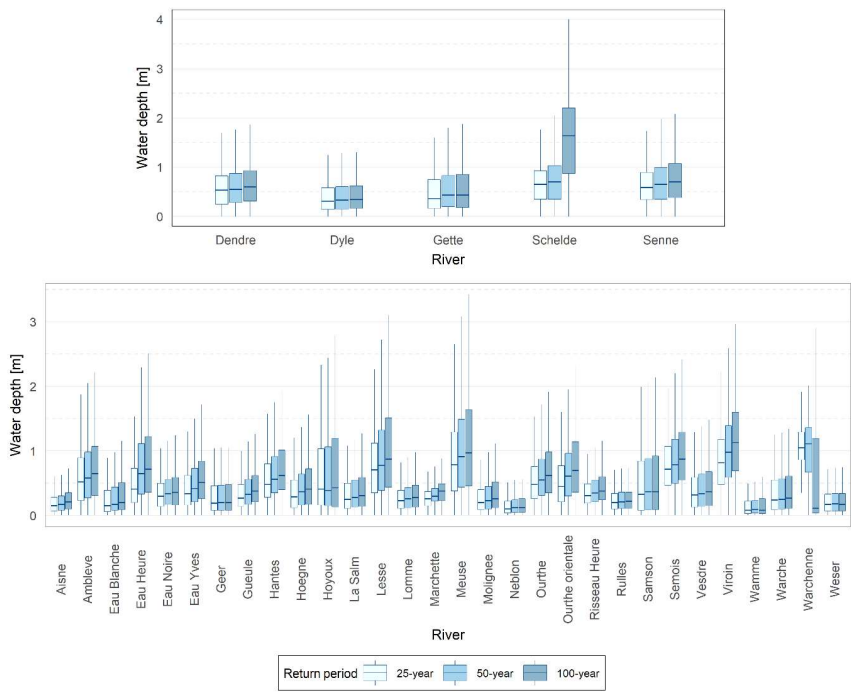 4
3
2
1
0
Water depth [m]
Dendre Dyle Gette Schelde Senne
River
3
2
1
0
Water depth [m]
Aisne Ambleve Eau Blanche Eau Heure Eau Noire Eau Yves Geer Gueule Hantes Hoegne Hoyoux La Salm Lesse Lomme Marchette Meuse Molignee Neblon Ourthe Ourthe orientale Risseau Heure Rulles Samson Semois Vesdre Viroin Wamme Warche Warchenne Weser
River
Return period 25-year 50-year 100-year